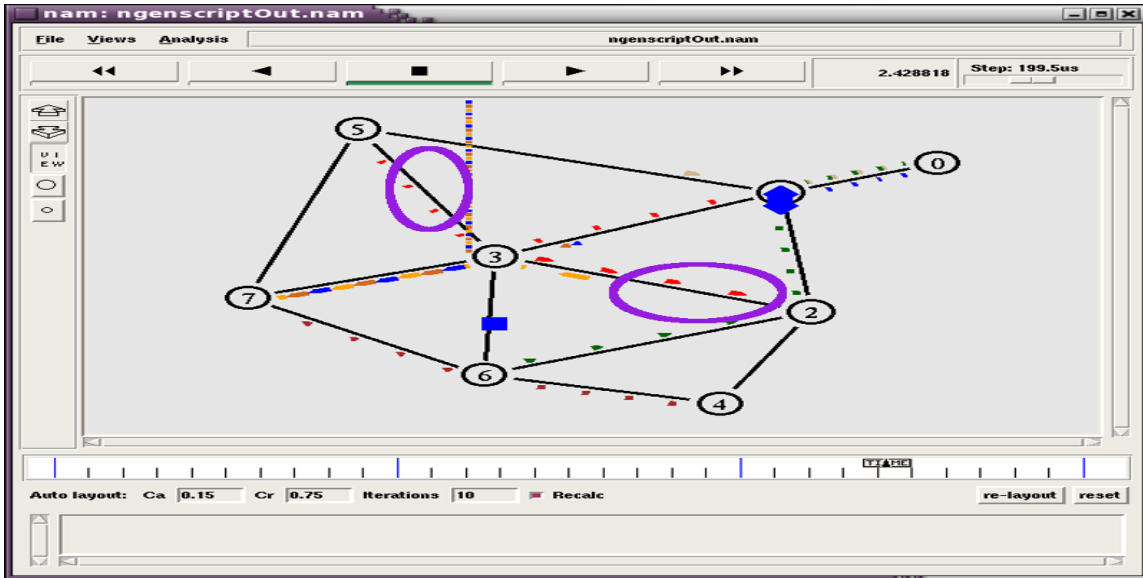 nam: ngenscriptOut.nam
File Views Analysis ngenscriptOut.nam
2.428818 Step: 199.5us
V I
E W
5
0
3
7
2
6
4
TIME
Auto layout: Ca 0.15 Cr 0.75 Iterations 10 Recalc re-layout reset